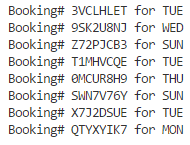 Booking# 3VCLHLET for TUE
Booking# 9SK2U8NJ for WED
Booking# Z72PJCB3 for SUN
Booking# T1MHVCQE for TUE
Booking# 0MCUR8H9 for THU
Booking# SWN7V76Y for SUN
Booking# X7J2DSUE for TUE
Booking# QTYXYIK7 for MON